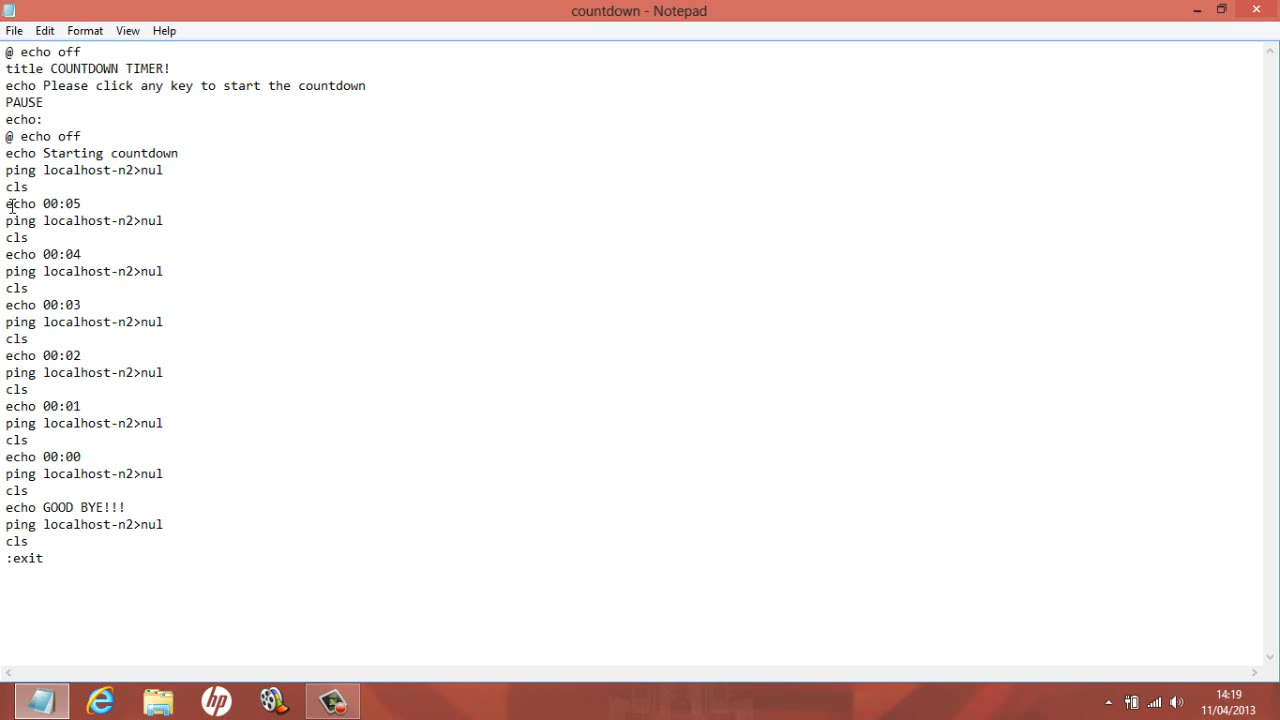 countdown - Notepad
File Edit Format View Help
@ echo off
title COUNTDOWN TIMER!
echo Please click any key to start the countdown
PAUSE
echo:
@ echo off
echo Starting countdown
ping localhost-n2>nul
cls
echo 00:05
ping localhost-n2>nul
cls
echo 00:04
ping localhost-n2>nul
cls
echo 00:03
ping localhost-n2>nul
cls
echo 00:02
ping localhost-n2>nul
cls
echo 00:01
ping localhost-n2>nul
cls
echo 00:00
ping localhost-n2>nul
cls
echo GOOD BYE!!!
ping localhost-n2>nul
cls
:exit
hp
14:19
11/04/2013